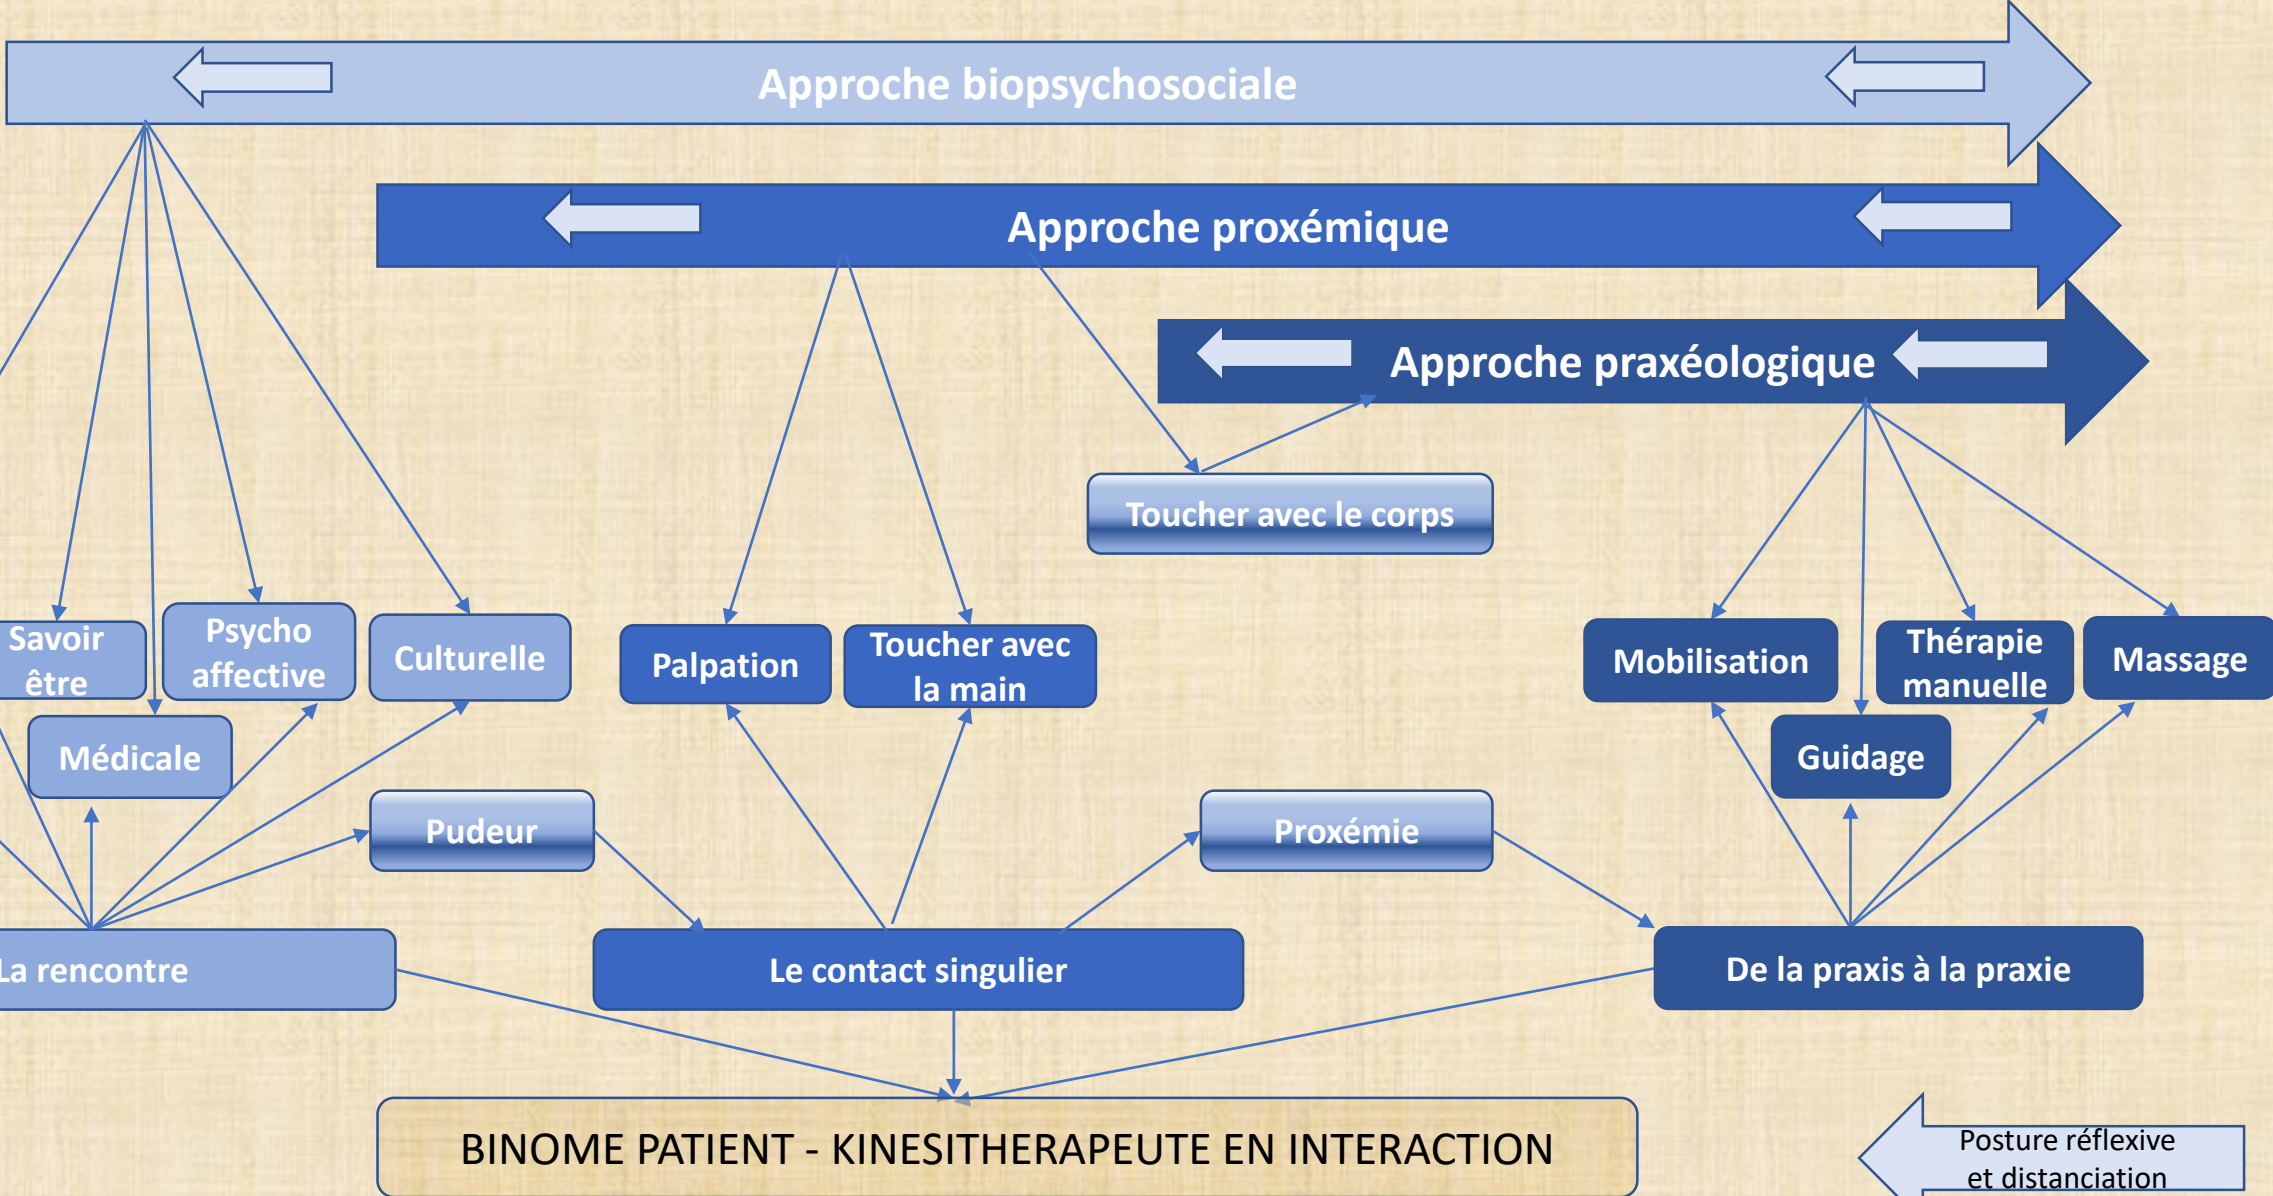 Approche biopsychosociale
Approche proxémique
Approche praxéologique
Toucher avec le corps
Savoir
être
Psycho
affective
Culturelle
Palpation
Toucher avec
la main
Mobilisation
Thérapie
manuelle
Massage
Médicale
Guidage
Pudeur
Proxémie
La rencontre
Le contact singulier
De la praxis à la praxie
BINOME PATIENT - KINESITHERAPEUTE EN INTERACTION
Posture réflexive
et distanciation